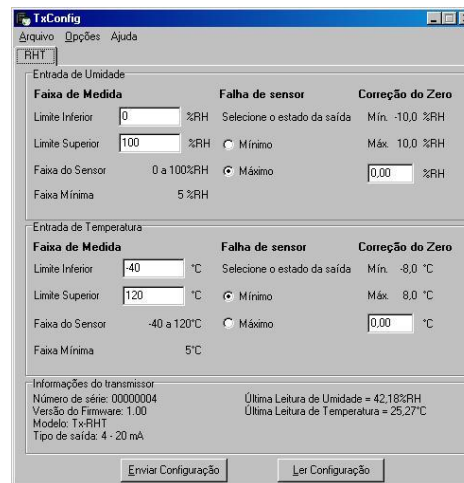 TxConfig
Arquivo Opções Ajuda
RHT
Entrada de Umidade
Faixa de Medida Falha de sensor Correção do Zero
Limite Inferior 0 %RH Selecione o estado da saída Mín. -10,0 %RH
Limite Superior 100 %RH Mínimo Máx. 10,0 %RH
Faixa do Sensor 0 a 100%RH Máximo 0,00 %RH
Faixa Mínima 5 %RH
Entrada de Temperatura
Faixa de Medida Falha de sensor Correção do Zero
Limite Inferior -40 °C Selecione o estado da saída Mín. -8,0 °C
Limite Superior 120 °C Mínimo Máx. 8,0 °C
Faixa do Sensor -40 a 120°C Máximo 0,00 °C
Faixa Mínima 5°C
Informações do transmissor
Número de série: 00000004 Última Leitura de Umidade = 42,18%RH
Versão do Firmware: 1.00 Última Leitura de Temperatura = 25,27°C
Modelo: Tx-RHT
Tipo de saída: 4 - 20 mA
Enviar Configuração Ler Configuração